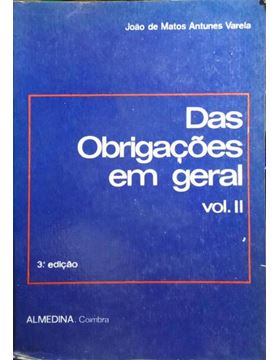 João de Matos Antunes Varela
Das
Obrigações
em geral
vol. II
3.ª edição
ALMEDINA. Coimbra